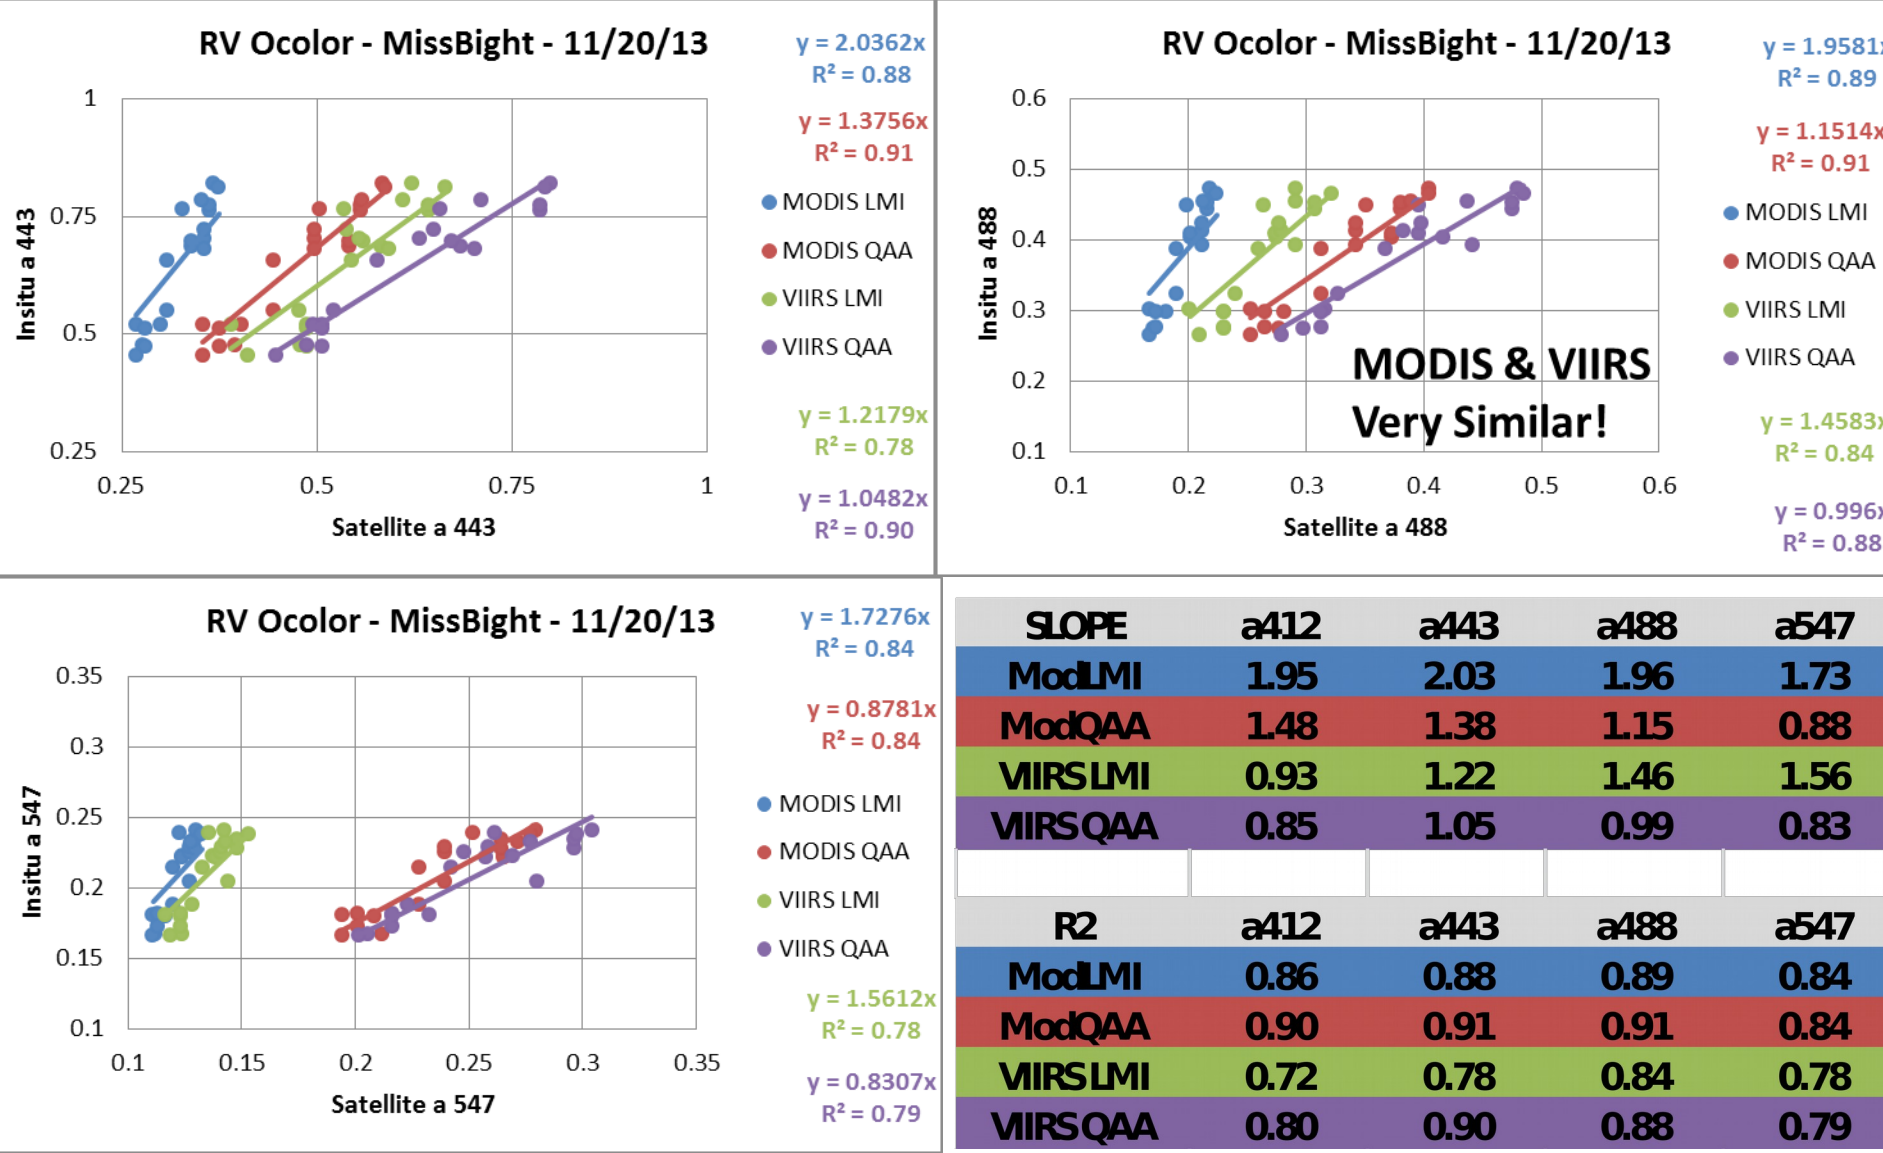 RV Ocolor - MissBight - 11/20/13
y = 2.0362x
R² = 0.88
y = 1.3756x
R² = 0.91
1
0.75
0.5
0.25
Insitu a 443
0.25 0.5 0.75 1
Satellite a 443
MODIS LMI
MODIS QAA
VIIRS LMI
VIIRS QAA
y = 1.2179x
R² = 0.78
y = 1.0482x
R² = 0.90
RV Ocolor - MissBight - 11/20/13
y = 1.9581x
R² = 0.89
y = 1.1514x
R² = 0.91
0.6
0.5
0.4
0.3
0.2
0.1
Insitu a 488
0.1 0.2 0.3 0.4 0.5 0.6
Satellite a 488
MODIS & VIIRS
Very Similar!
MODIS LMI
MODIS QAA
VIIRS LMI
VIIRS QAA
y = 1.4583x
R² = 0.84
y = 0.996x
R² = 0.88
RV Ocolor - MissBight - 11/20/13
y = 1.7276x
R² = 0.84
y = 0.8781x
R² = 0.84
0.35
0.3
0.25
0.2
0.15
0.1
Insitu a 547
0.1 0.15 0.2 0.25 0.3 0.35
Satellite a 547
MODIS LMI
MODIS QAA
VIIRS LMI
VIIRS QAA
y = 1.5612x
R² = 0.78
y = 0.8307x
R² = 0.79
SLOPE a412 a443 a488 a547
ModLMI 1.95 2.03 1.96 1.73
ModQAA 1.48 1.38 1.15 0.88
VIIRS LMI 0.93 1.22 1.46 1.56
VIIRS QAA 0.85 1.05 0.99 0.83
R2 a412 a443 a488 a547
ModLMI 0.86 0.88 0.89 0.84
ModQAA 0.90 0.91 0.91 0.84
VIIRS LMI 0.72 0.78 0.84 0.78
VIIRS QAA 0.80 0.90 0.88 0.79